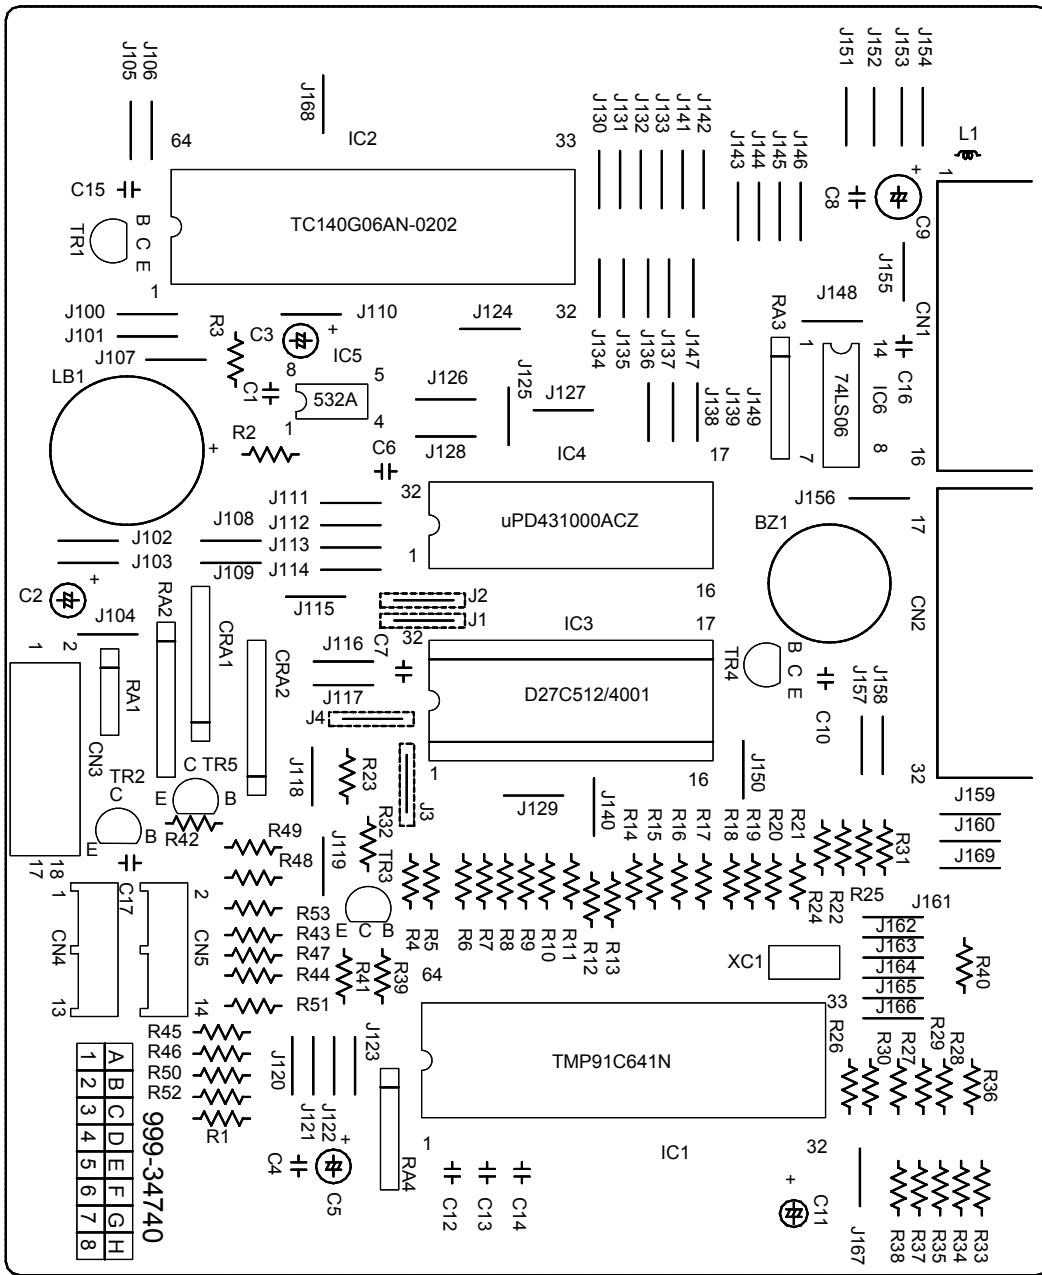 J105
J106
J168
64
IC2
33
J130
J131
J132
J133
J141
J142
J143
J144
J145
J146
J151
J152
J153
J154
L1
1
C15
TR1
B C E
TC140G06AN-0202
1
32
C8
+
C9
J155
CN1
J100
J101
J107
R3
C3
+
J110
IC5
8
5
J124
J134
J135
J136
J137
J147
RA3
J148
1
14
C16
LB1
+
C1
532A
1
4
J126
J125
J127
J128
J138
J139
J149
74LS06
IC6
7
8
16
R2
C6
IC4
17
J111
32
J112
J113
J114
1
uPD431000ACZ
16
J156
BZ1
17
J102
J103
J108
J109
C2
+
J104
RA2
CRA1
J115
J2
J1
IC3
17
CN2
1
2
RA1
CRA2
J116
J117
C7
32
D27C512/4001
TR4
B C E
C10
J157
J158
J4
CN3
C TR5
TR2
C
E B
E
B
R42
J118
R23
J3
1
16
J150
J129
J140
32
J159
J160
J169
17
18
C17
R49
R48
J119
R32
TR3
R14
R15
R16
R17
R18
R19
R20
R21
R31
R25
R22
R24
1
CN4
13
2
CN5
14
R53
R43
R47
R44
R51
E C B
R41
R39
R4
R5
R6
R7
R8
R9
R10
R11
R12
R13
64
XC1
33
J161
J162
J163
J164
J165
J166
R40
R45
R46
R50
R52
R1
J120
J121
J122
J123
TMP91C641N
R26
R30
R27
R29
R28
R36
1 A
2 B
3 C
4 D
5 E
6 F
7 G
8 H
999-34740
C4
+
C5
RA4
1
C12
C13
C14
IC1
32
+
C11
J167
R38
R37
R35
R34
R33